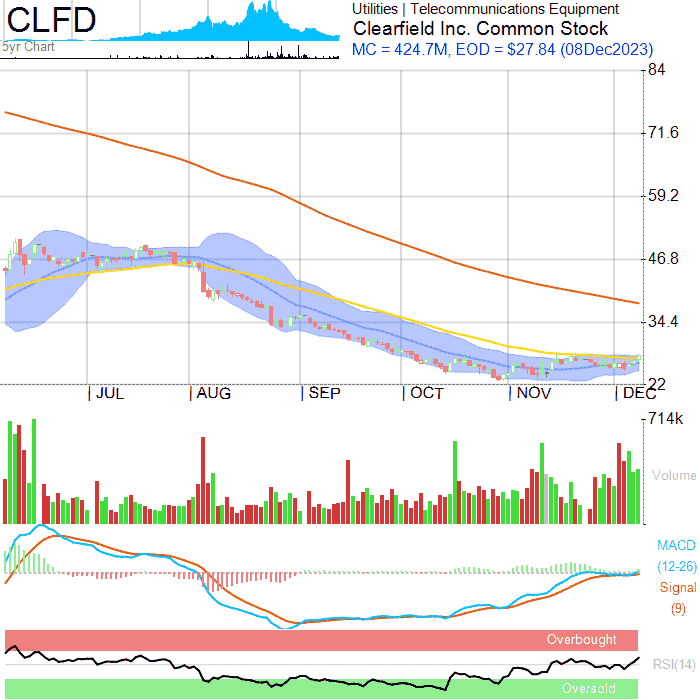 CLFD
5yr Chart
Utilities | Telecommunications Equipment
Clearfield Inc. Common Stock
MC = 424.7M, EOD = $27.84 (08Dec2023)
84
71.6
59.2
46.8
34.4
22
JUL AUG SEP OCT NOV DEC
714k
Volume
MACD
(12-26)
Signal
(9)
Overbought
RSI(14)
Oversold